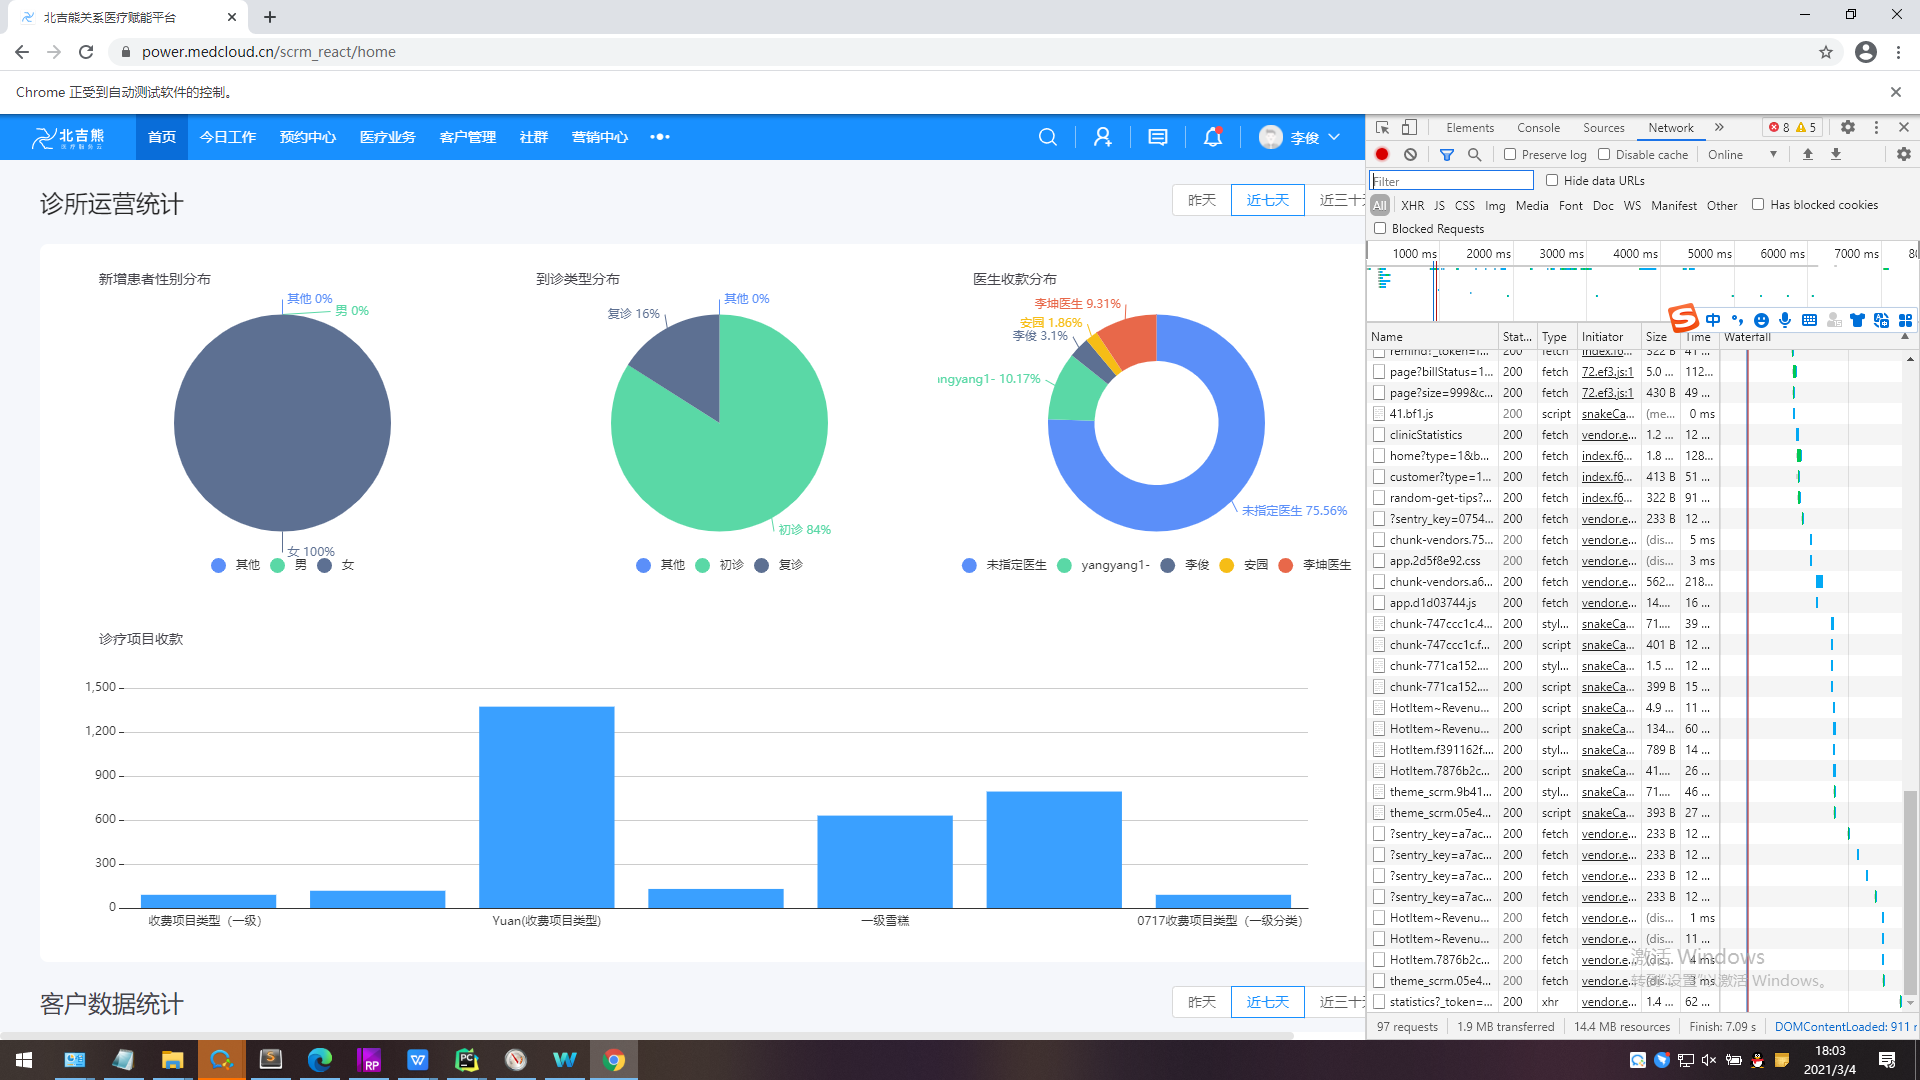 北吉熊关系医疗赋能平台
power.medcloud.cn/scrm_react/home
Chrome 正受到自动测试软件的控制。
北吉熊
首页 今日工作 预约中心 医疗业务 客户管理 社群 营销中心 •••
李俊
诊所运营统计
昨天 近七天 近三十
新增患者性别分布
其他 0%
男 0%
女 100%
其他 男 女
到诊类型分布
其他 0%
复诊 16%
初诊 84%
其他 初诊 复诊
医生收款分布
李坤医生 9.31%
安园 1.86%
李俊 3.1%
ngyang1- 10.17%
未指定医生 75.56%
未指定医生 yangyang1- 李俊 安园 李坤医生
诊疗项目收款
1,500
1,200
900
600
300
0
收费项目类型（一级） Yuan(收费项目类型) 一级雪糕 0717收费项目类型（一级分类）
客户数据统计
昨天 近七天 近三十
Elements Console Sources Network » 8 5
Preserve log Disable cache Online
Filter Hide data URLs
All XHR JS CSS Img Media Font Doc WS Manifest Other Has blocked cookies
Blocked Requests
1000 ms 2000 ms 3000 ms 4000 ms 5000 ms 6000 ms 7000 ms
中
Name Stat... Type Initiator Size Time Waterfall
remind?_token=1... 200 fetch index.f6... 322 B 41 ...
page?billStatus=1... 200 fetch 72.ef3.js:1 5.0 ... 112...
page?size=999&c... 200 fetch 72.ef3.js:1 430 B 49 ...
41.bf1.js 200 script snakeCa... (me... 0 ms
clinicStatistics 200 fetch vendor.e... 1.2 ... 12 ...
home?type=1&b... 200 fetch index.f6... 1.8 ... 128...
customer?type=1... 200 fetch index.f6... 413 B 51 ...
random-get-tips?... 200 fetch index.f6... 322 B 91 ...
?sentry_key=0754... 200 fetch vendor.e... 233 B 12 ...
chunk-vendors.75... 200 fetch vendor.e... (dis... 5 ms
app.2d5f8e92.css 200 fetch vendor.e... (dis... 3 ms
chunk-vendors.a6... 200 fetch vendor.e... 562... 218...
app.d1d03744.js 200 fetch vendor.e... 14.... 16 ...
chunk-747ccc1c.4... 200 styl... snakeCa... 71.... 39 ...
chunk-747ccc1c.f... 200 script snakeCa... 401 B 12 ...
chunk-771ca152.... 200 styl... snakeCa... 1.5 ... 12 ...
chunk-771ca152.... 200 script snakeCa... 399 B 15 ...
HotItem~Revenu... 200 script snakeCa... 4.9 ... 11 ...
HotItem~Revenu... 200 script snakeCa... 134... 60 ...
HotItem.f391162f.... 200 styl... snakeCa... 789 B 14 ...
HotItem.7876b2c... 200 script snakeCa... 41.... 26 ...
theme_scrm.9b41... 200 styl... snakeCa... 71.... 46 ...
theme_scrm.05e4... 200 script snakeCa... 393 B 27 ...
?sentry_key=a7ac... 200 fetch vendor.e... 233 B 12 ...
?sentry_key=a7ac... 200 fetch vendor.e... 233 B 12 ...
?sentry_key=a7ac... 200 fetch vendor.e... 233 B 12 ...
?sentry_key=a7ac... 200 fetch vendor.e... 233 B 12 ...
HotItem~Revenu... 200 fetch vendor.e... (dis... 1 ms
HotItem~Revenu... 200 fetch vendor.e... (dis... 11 ...
HotItem.7876b2c... 200 fetch vendor.e... (dis... 4 ms
theme_scrm.05e4... 200 fetch vendor.e... (dis... 3 ms
statistics?_token=... 200 xhr vendor.e... 1.4 ... 62 ...
激活 Windows
转到"设置"以激活 Windows。
97 requests 1.9 MB transferred 14.4 MB resources Finish: 7.09 s DOMContentLoaded: 911
18:03
2021/3/4